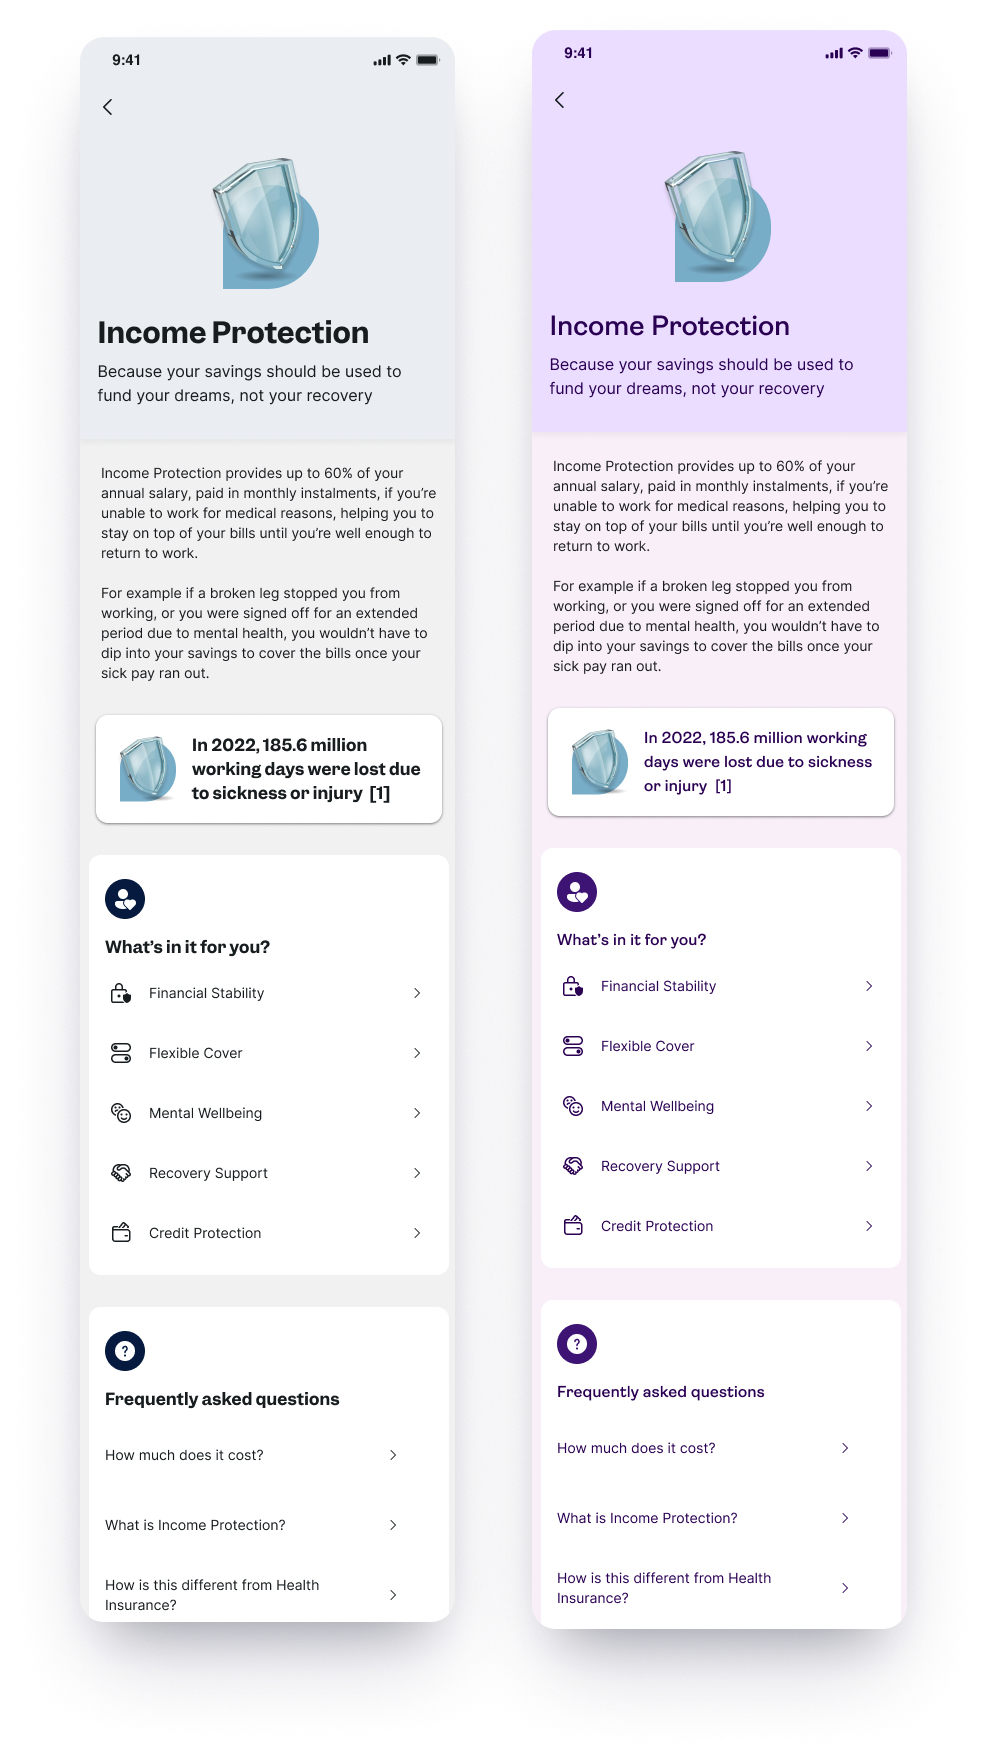 9:41
Income Protection
Because your savings should be used to
fund your dreams, not your recovery
Income Protection provides up to 60% of your
annual salary, paid in monthly instalments, if you’re
unable to work for medical reasons, helping you to
stay on top of your bills until you’re well enough to
return to work.
For example if a broken leg stopped you from
working, or you were signed off for an extended
period due to mental health, you wouldn’t have to
dip into your savings to cover the bills once your
sick pay ran out.
In 2022, 185.6 million
working days were lost due
to sickness or injury [1]
What’s in it for you?
Financial Stability
Flexible Cover
Mental Wellbeing
Recovery Support
Credit Protection
?
Frequently asked questions
How much does it cost?
What is Income Protection?
How is this different from Health
Insurance?
9:41
Income Protection
Because your savings should be used to
fund your dreams, not your recovery
Income Protection provides up to 60% of your
annual salary, paid in monthly instalments, if you’re
unable to work for medical reasons, helping you to
stay on top of your bills until you’re well enough to
return to work.
For example if a broken leg stopped you from
working, or you were signed off for an extended
period due to mental health, you wouldn’t have to
dip into your savings to cover the bills once your
sick pay ran out.
In 2022, 185.6 million working
days were lost due to sickness
or injury [1]
What’s in it for you?
Financial Stability
Flexible Cover
Mental Wellbeing
Recovery Support
Credit Protection
?
Frequently asked questions
How much does it cost?
What is Income Protection?
How is this different from Health
Insurance?